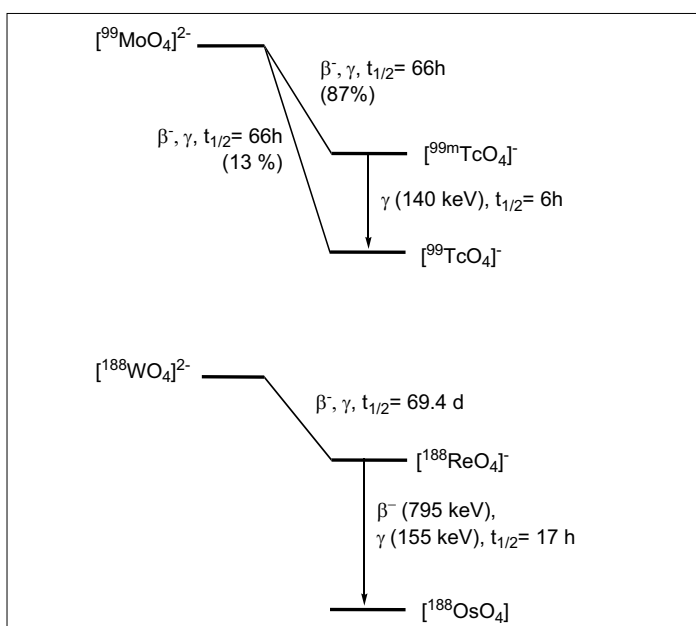 [⁹⁹MoO₄]²⁻
β⁻, γ, t₁/₂= 66h
(87%)
β⁻, γ, t₁/₂= 66h
(13 %)
[⁹⁹ᵐTcO₄]⁻
γ (140 keV), t₁/₂= 6h
[⁹⁹TcO₄]⁻
[¹⁸⁸WO₄]²⁻
β⁻, γ, t₁/₂= 69.4 d
[¹⁸⁸ReO₄]⁻
β⁻ (795 keV),
γ (155 keV), t₁/₂= 17 h
[¹⁸⁸OsO₄]